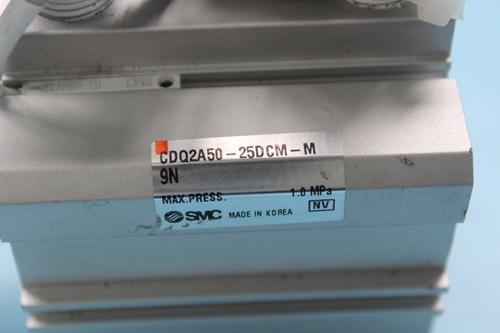 CDQ2A50-25DCM-M
9N
MAX.PRESS. 1.0 MPa
SMC MADE IN KOREA NV